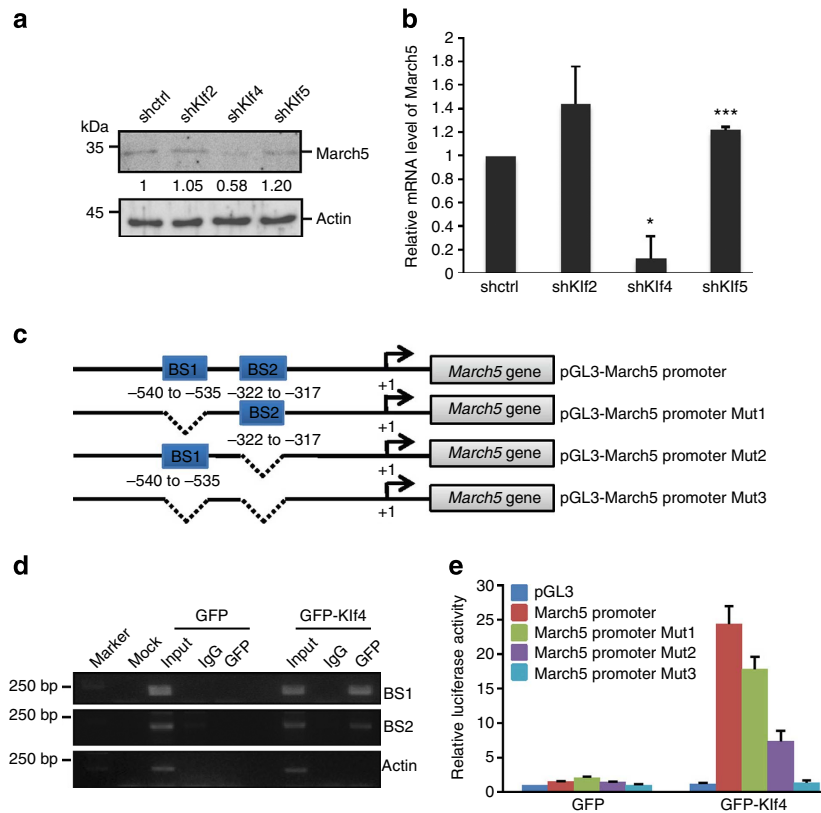 a
shctrl shKlf2 shKlf4 shKlf5
kDa
35
March5
1 1.05 0.58 1.20
45
Actin
b
Relative mRNA level of March5
2
1.8
1.6
1.4
1.2
1
0.8
0.6
0.4
0.2
0
*
***
shctrl shKlf2 shKlf4 shKlf5
c
BS1 BS2 +1 March5 gene pGL3-March5 promoter
–540 to –535 –322 to –317
BS2 +1 March5 gene pGL3-March5 promoter Mut1
–322 to –317
BS1 +1 March5 gene pGL3-March5 promoter Mut2
–540 to –535
+1 March5 gene pGL3-March5 promoter Mut3
d
GFP GFP-Klf4
Marker Mock Input IgG GFP Input IgG GFP
250 bp BS1
250 bp BS2
250 bp Actin
e
Relative luciferase activity
30
25
20
15
10
5
0
pGL3
March5 promoter
March5 promoter Mut1
March5 promoter Mut2
March5 promoter Mut3
GFP GFP-Klf4